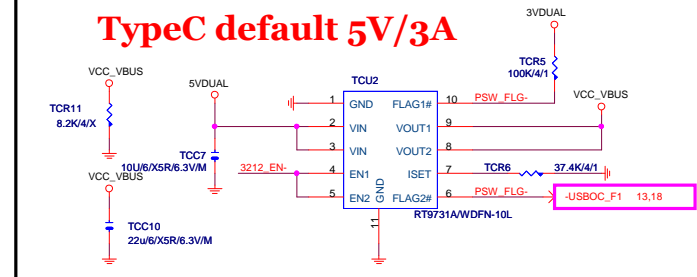 TypeC default 5V/3A
3VDUAL
VCC_VBUS
TCR11
8.2K/4/X
5VDUAL
TCC7
10U/6/X5R/6.3V/M
VCC_VBUS
TCC10
22u/6/X5R/6.3V/M
TCU2
1 GND FLAG1# 10 PSW_FLG-
2 VIN VOUT1 9
3 VIN VOUT2 8
3212_EN- 4 EN1 ISET 7 TCR6 37.4K/4/1
5 EN2 GND FLAG2# 6 PSW_FLG- -USBOC_F1 13,18
11
RT9731A/WDFN-10L
TCR5
100K/4/1
VCC_VBUS